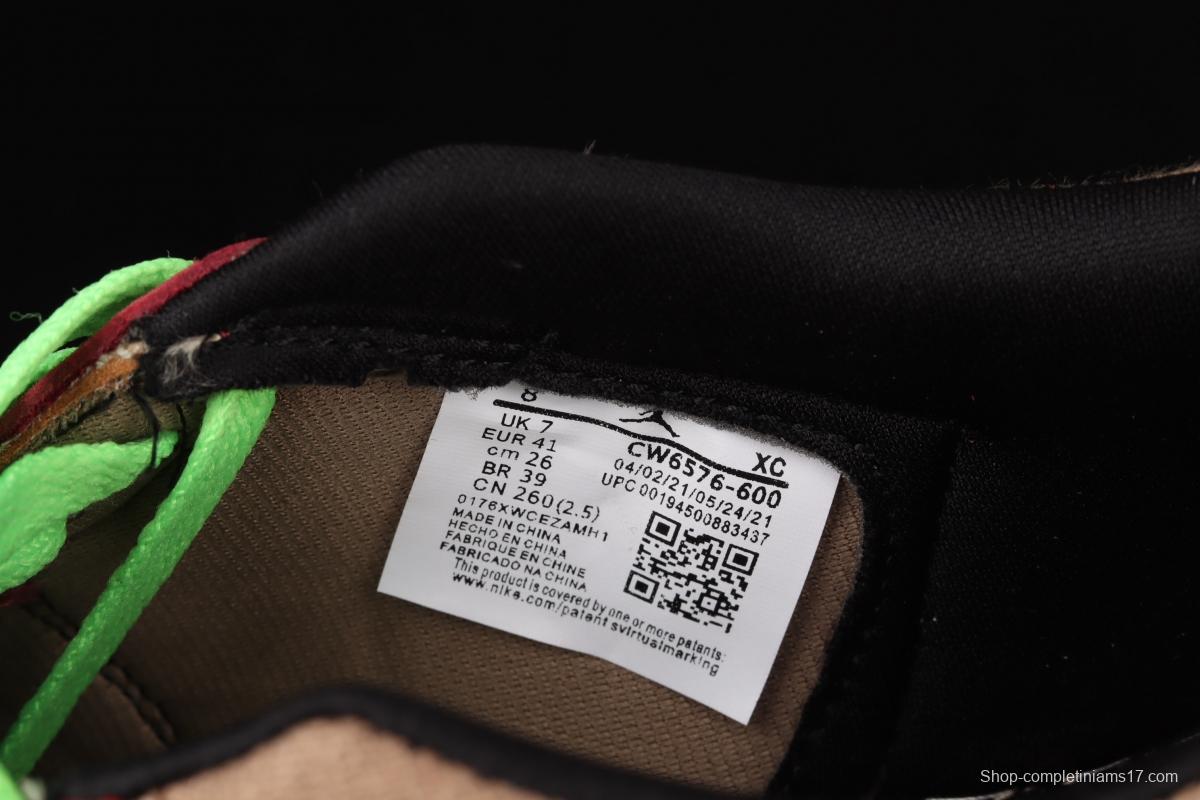 8
UK 7
EUR 41
cm 26
BR 39
CN 260(2.5)
0176XWCEZAMH1
MADE IN CHINA
HECHO EN CHINA
FABRIQUE EN CHINE
FABRICADO NA CHINA
XC
CW6576-600
04/02/21/05/24/21
UPC 00194500883437
This product is covered by one or more patents:
www.nike.com/patent svirtualmarking
Shop-completiniams17.com